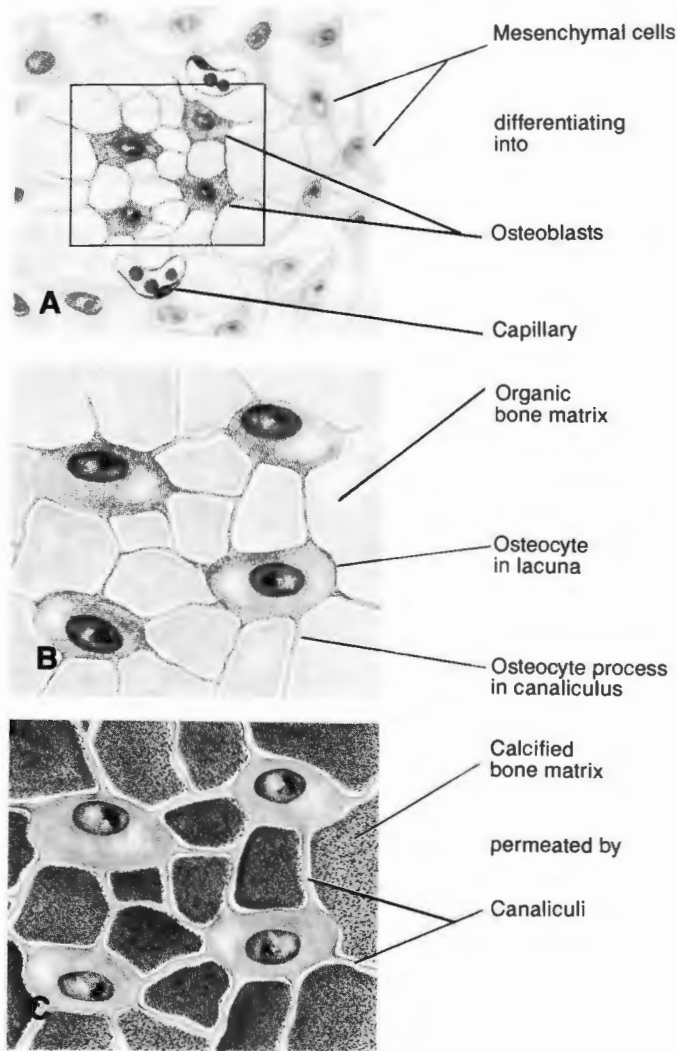 Mesenchymal cells
differentiating
into
Osteoblasts
A
Capillary
Organic
bone matrix
Osteocyte
in lacuna
B
Osteocyte process
in canaliculus
Calcified
bone matrix
permeated by
Canaliculi
C